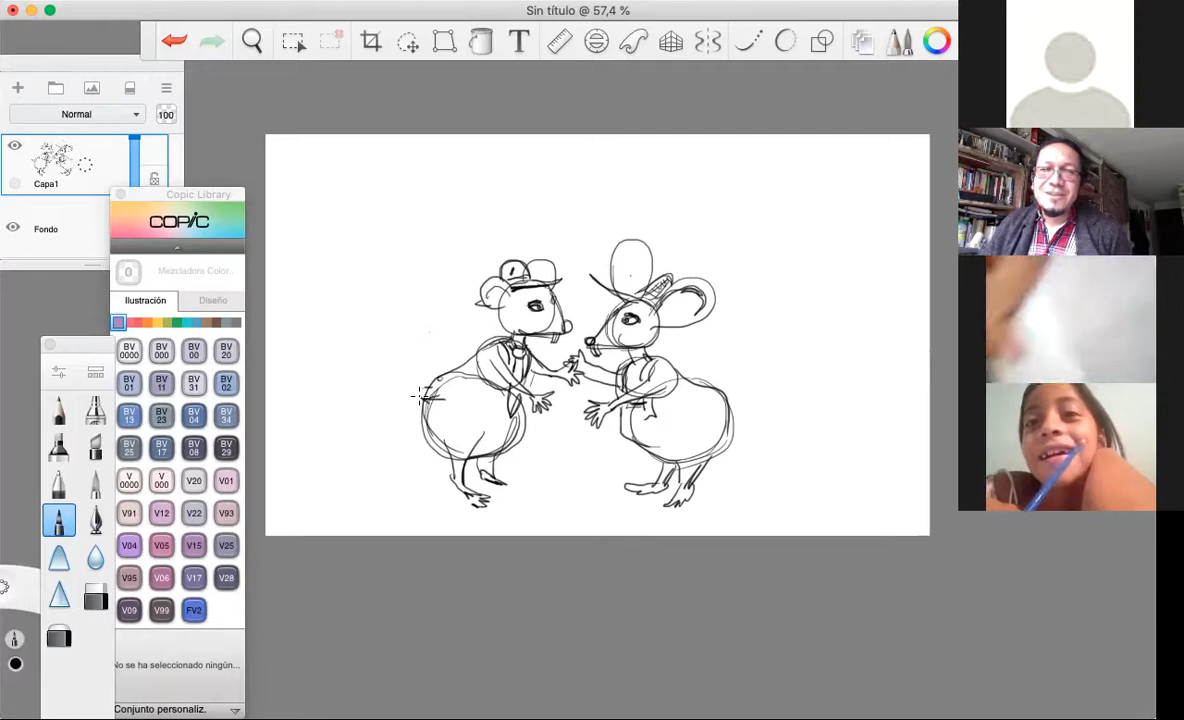 Sin título @ 57,4 %
T
Normal
100
Capa1
Fondo
Copic Library
COPIC
0
Mezcladora Color..
Ilustración
Diseño
BV 0000
BV 000
BV 00
BV 20
BV 01
BV 11
BV 31
BV 02
BV 13
BV 23
BV 04
BV 34
BV 25
BV 17
BV 08
BV 29
V 0000
V 000
V20
V01
V91
V12
V22
V93
V04
V05
V15
V25
V95
V06
V17
V28
V09
V99
FV2
No se ha seleccionado ningún...
Conjunto personaliz.